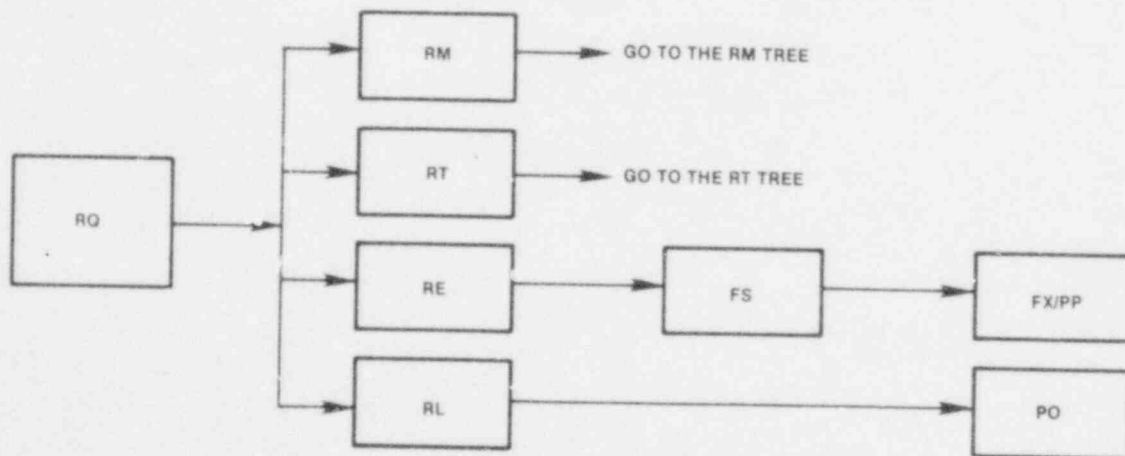 RM
GO TO THE RM TREE
RT
GO TO THE RT TREE
RQ
RE
FS
FX/PP
RL
PO